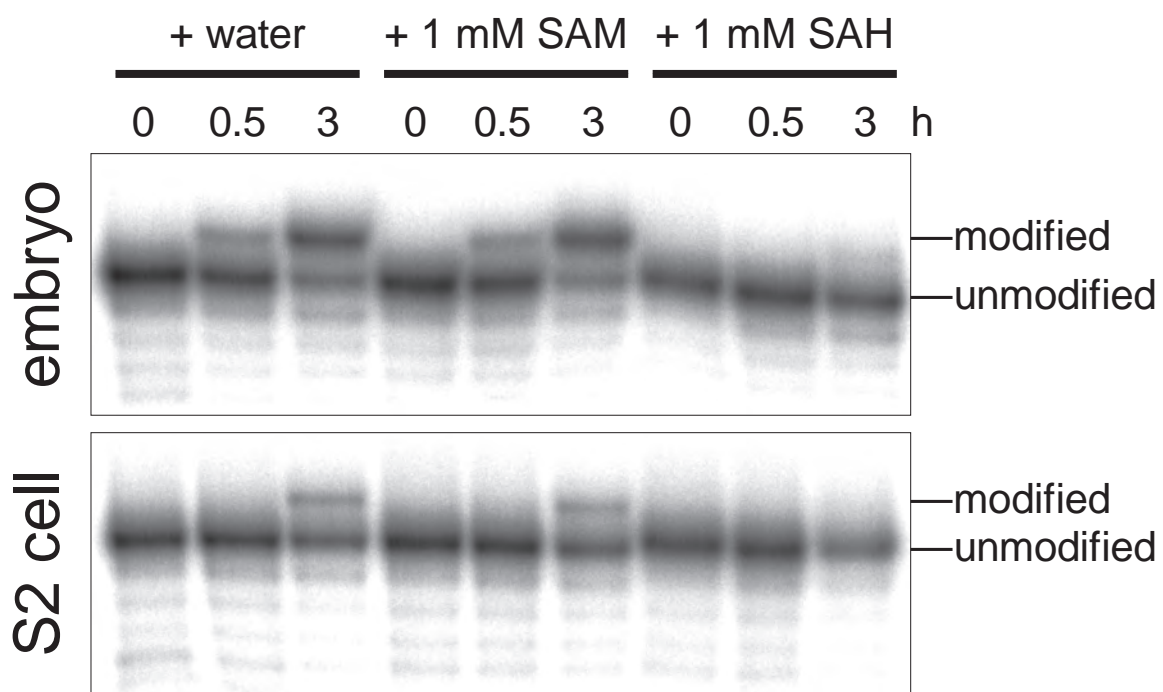 + water + 1 mM SAM + 1 mM SAH
0 0.5 3 0 0.5 3 0 0.5 3 h
embryo
modified
unmodified
S2 cell
modified
unmodified